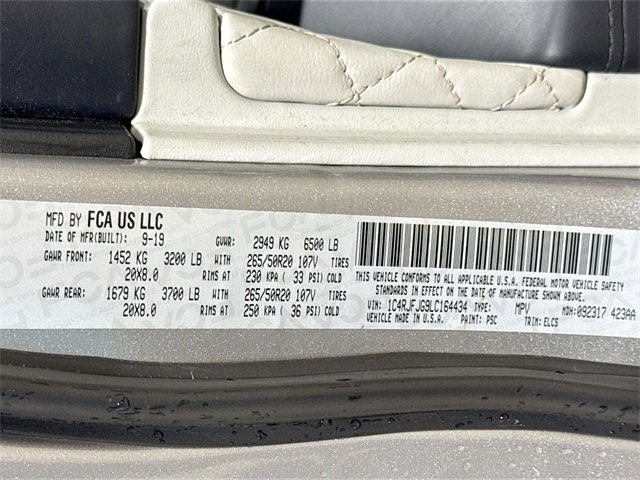 MFD BY FCA US LLC
DATE OF MFR(BUILT): 9-19 GVWR: 2949 KG 6500 LB
GAWR FRONT: 1452 KG 3200 LB WITH 265/50R20 107V TIRES
20X8.0 RIMS AT 230 KPA ( 33 PSI) COLD
GAWR REAR: 1679 KG 3700 LB WITH 265/50R20 107V TIRES
20X8.0 RIMS AT 250 KPA ( 36 PSI) COLD
THIS VEHICLE CONFORMS TO ALL APPLICABLE U.S.A. FEDERAL MOTOR VEHICLE SAFETY
STANDARDS IN EFFECT ON THE DATE OF MANUFACTURE SHOWN ABOVE.
VIN: 1C4RJFJG9LC164434 TYPE: MPV MDH:092317 423AA
VEHICLE MADE IN U.S.A. PAINT: PSC TRIM: ELCS